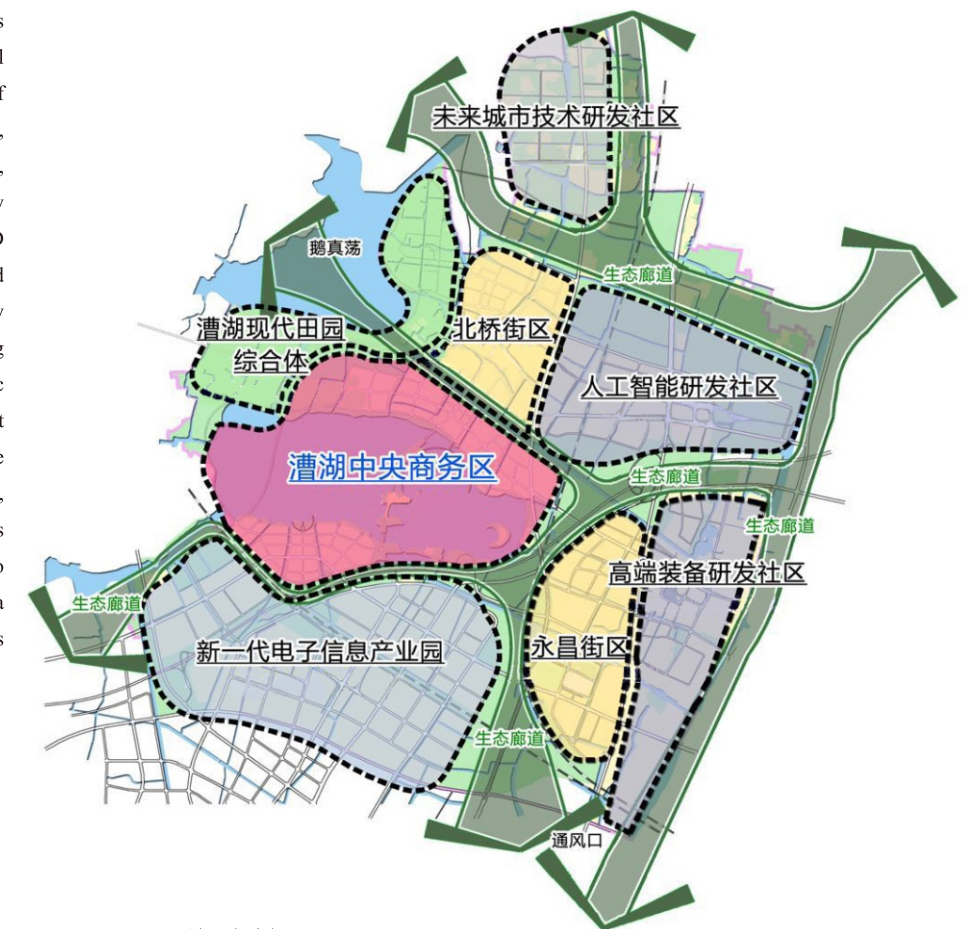 未来城市技术研发社区
鹅真荡
生态廊道
漕湖现代田园
综合体
北桥街区
人工智能研发社区
漕湖中央商务区
生态廊道
生态廊道
高端装备研发社区
生态廊道
新一代电子信息产业园
永昌街区
生态廊道
通风口